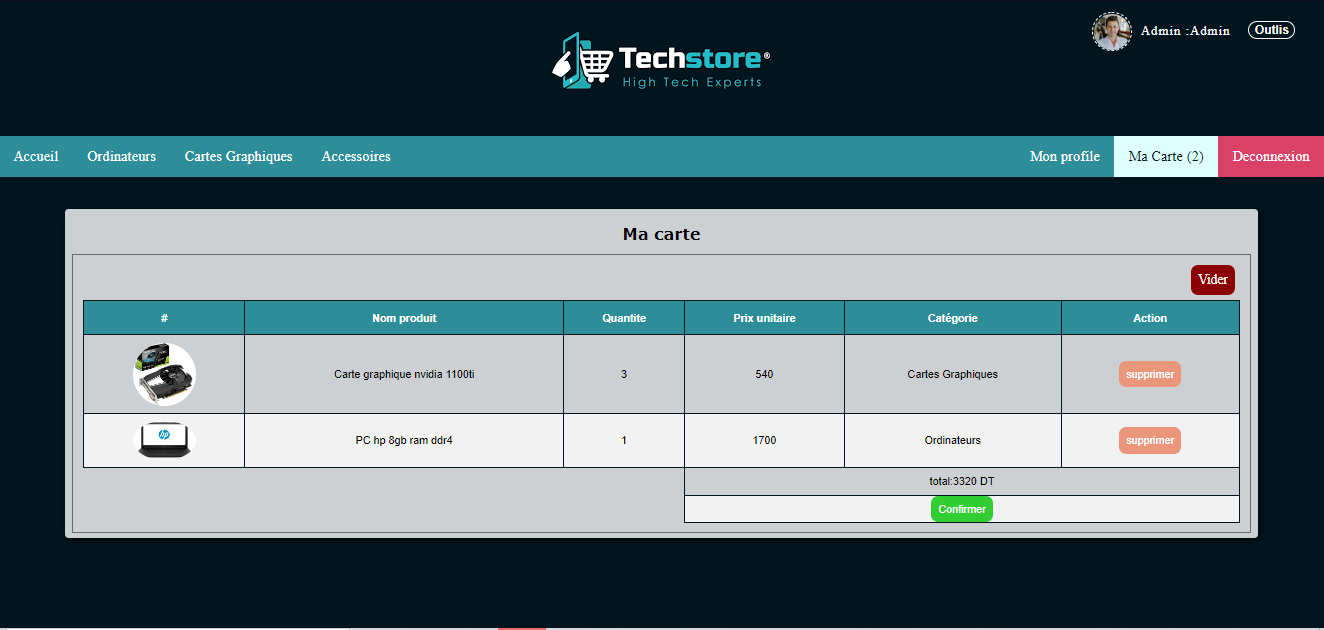 Admin :Admin Outlis
Techstore®
High Tech Experts
Accueil Ordinateurs Cartes Graphiques Accessoires Mon profile Ma Carte (2) Deconnexion
Ma carte
Vider
# Nom produit Quantite Prix unitaire Catégorie Action
Carte graphique nvidia 1100ti 3 540 Cartes Graphiques supprimer
hp PC hp 8gb ram ddr4 1 1700 Ordinateurs supprimer
total:3320 DT
Confirmer